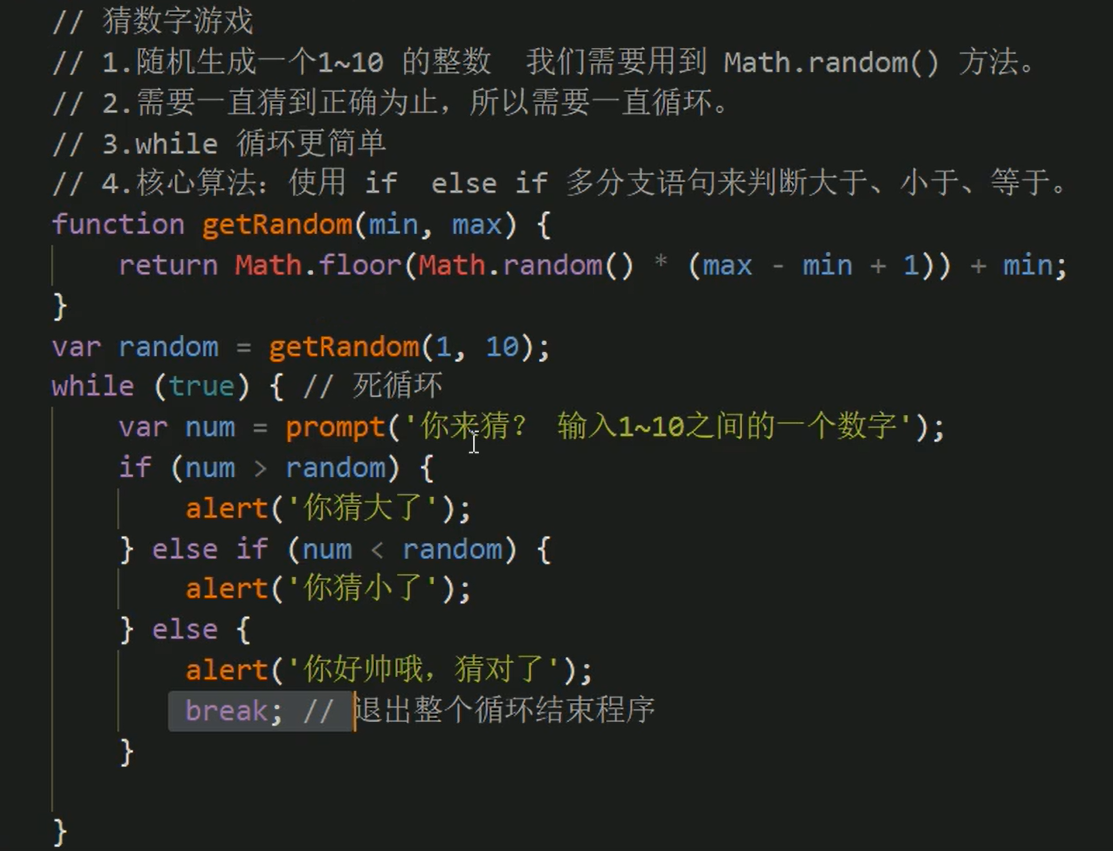 // 猜数字游戏
// 1.随机生成一个1~10 的整数  我们需要用到 Math.random() 方法。
// 2.需要一直猜到正确为止，所以需要一直循环。
// 3.while 循环更简单
// 4.核心算法：使用 if  else if 多分支语句来判断大于、小于、等于。
function getRandom(min, max) {
    return Math.floor(Math.random() * (max - min + 1)) + min;
}
var random = getRandom(1, 10);
while (true) { // 死循环
    var num = prompt('你来猜？ 输入1~10之间的一个数字');
    if (num > random) {
        alert('你猜大了');
    } else if (num < random) {
        alert('你猜小了');
    } else {
        alert('你好帅哦，猜对了');
        break; // 退出整个循环结束程序
    }
}